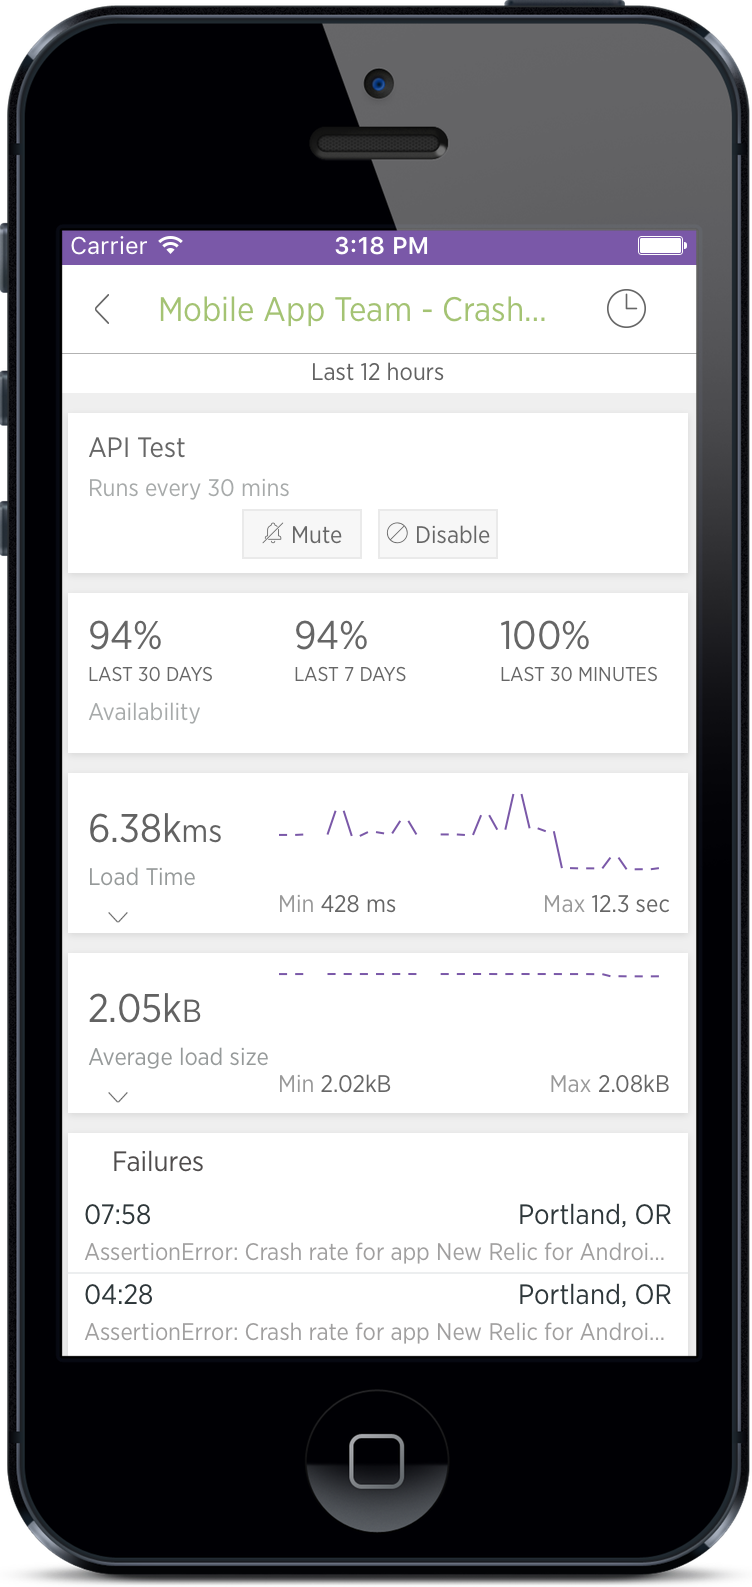 Carrier 3:18 PM
Mobile App Team - Crash...
Last 12 hours
API Test
Runs every 30 mins
Mute Disable
94% 94% 100%
LAST 30 DAYS LAST 7 DAYS LAST 30 MINUTES
Availability
6.38kms
Load Time
Min 428 ms Max 12.3 sec
2.05kB
Average load size
Min 2.02kB Max 2.08kB
Failures
07:58 Portland, OR
AssertionError: Crash rate for app New Relic for Androi...
04:28 Portland, OR
AssertionError: Crash rate for app New Relic for Androi...